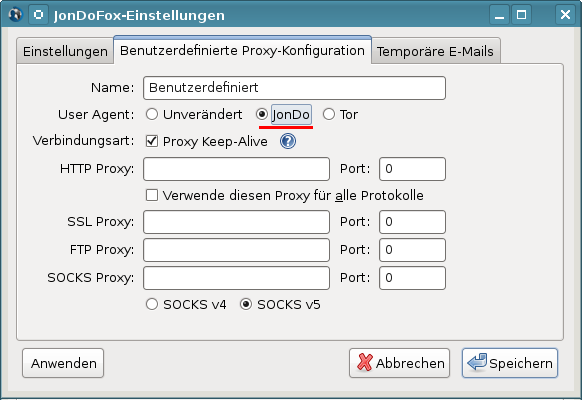 JonDoFox-Einstellungen
Einstellungen Benutzerdefinierte Proxy-Konfiguration Temporäre E-Mails
Name: Benutzerdefiniert
User Agent: Unverändert JonDo Tor
Verbindungsart: Proxy Keep-Alive ?
HTTP Proxy: Port: 0
Verwende diesen Proxy für alle Protokolle
SSL Proxy: Port: 0
FTP Proxy: Port: 0
SOCKS Proxy: Port: 0
SOCKS v4 SOCKS v5
Anwenden Abbrechen Speichern